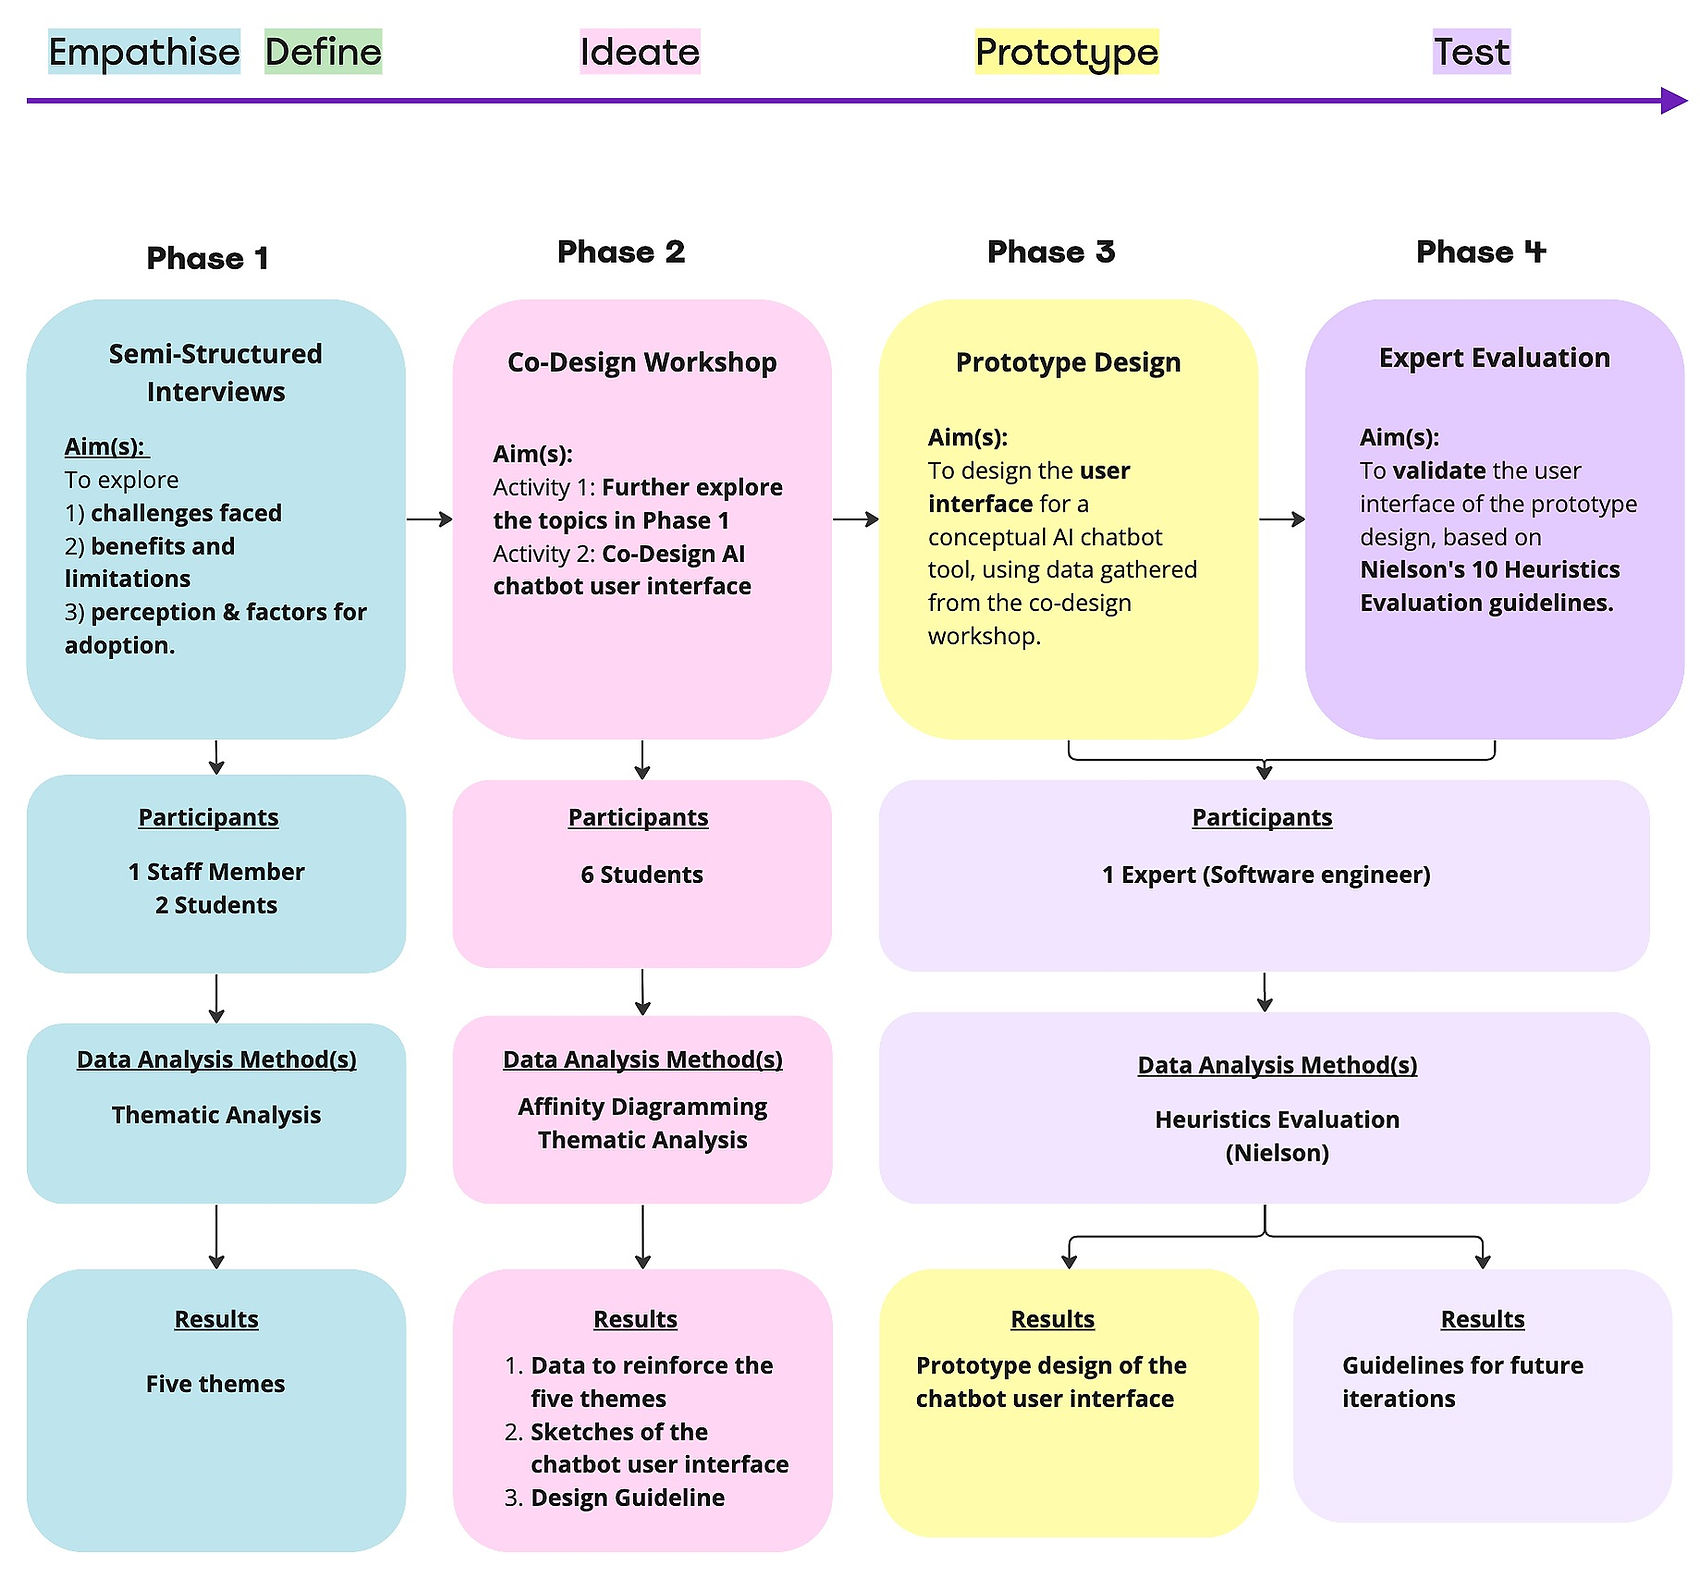 Empathise Define Ideate Prototype Test
Phase 1
Phase 2
Phase 3
Phase 4
Semi-Structured
Interviews
Aim(s):
To explore
1) challenges faced
2) benefits and
limitations
3) perception & factors for
adoption.
Co-Design Workshop
Aim(s):
Activity 1: Further explore
the topics in Phase 1
Activity 2: Co-Design AI
chatbot user interface
Prototype Design
Aim(s):
To design the user
interface for a
conceptual AI chatbot
tool, using data gathered
from the co-design
workshop.
Expert Evaluation
Aim(s):
To validate the user
interface of the prototype
design, based on
Nielson's 10 Heuristics
Evaluation guidelines.
Participants
1 Staff Member
2 Students
Participants
6 Students
Participants
1 Expert (Software engineer)
Data Analysis Method(s)
Thematic Analysis
Data Analysis Method(s)
Affinity Diagramming
Thematic Analysis
Data Analysis Method(s)
Heuristics Evaluation
(Nielson)
Results
Five themes
Results
1. Data to reinforce the
five themes
2. Sketches of the
chatbot user interface
3. Design Guideline
Results
Prototype design of the
chatbot user interface
Results
Guidelines for future
iterations